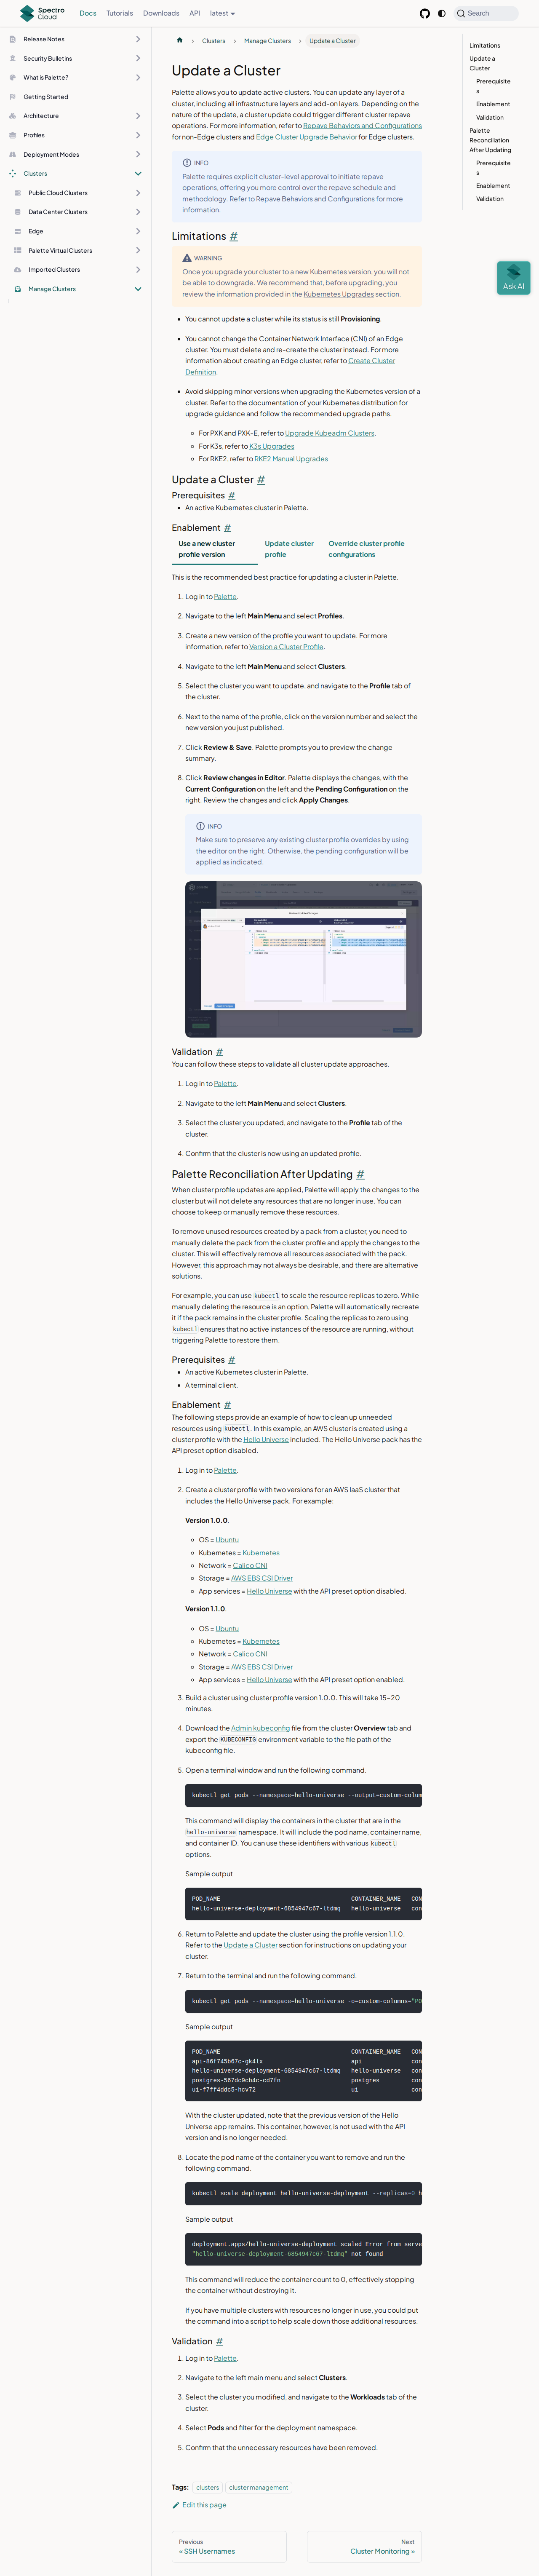 Spectro Cloud
Docs
Tutorials
Downloads
API
latest
Search
Release Notes
Security Bulletins
What is Palette?
Getting Started
Architecture
Profiles
Deployment Modes
Clusters
Public Cloud Clusters
Data Center Clusters
Edge
Palette Virtual Clusters
Imported Clusters
Manage Clusters
Clusters
Manage Clusters
Update a Cluster
Update a Cluster
Palette allows you to update active clusters. You can update any layer of a
cluster, including all infrastructure layers and add-on layers. Depending on the
nature of the update, a cluster update could trigger different cluster repave
operations. For more information, refer to Repave Behaviors and Configurations
for non-Edge clusters and Edge Cluster Upgrade Behavior for Edge clusters.
INFO
Palette requires explicit cluster-level approval to initiate repave
operations, offering you more control over the repave schedule and
methodology. Refer to Repave Behaviors and Configurations for more
information.
Limitations #
WARNING
Once you upgrade your cluster to a new Kubernetes version, you will not
be able to downgrade. We recommend that, before upgrading, you
review the information provided in the Kubernetes Upgrades section.
You cannot update a cluster while its status is still Provisioning.
You cannot change the Container Network Interface (CNI) of an Edge
cluster. You must delete and re-create the cluster instead. For more
information about creating an Edge cluster, refer to Create Cluster
Definition.
Avoid skipping minor versions when upgrading the Kubernetes version of a
cluster. Refer to the documentation of your Kubernetes distribution for
upgrade guidance and follow the recommended upgrade paths.
For PXK and PXK-E, refer to Upgrade Kubeadm Clusters.
For K3s, refer to K3s Upgrades
For RKE2, refer to RKE2 Manual Upgrades
Update a Cluster #
Prerequisites #
An active Kubernetes cluster in Palette.
Enablement #
Use a new cluster profile version
Update cluster profile
Override cluster profile configurations
This is the recommended best practice for updating a cluster in Palette.
1. Log in to Palette.
2. Navigate to the left Main Menu and select Profiles.
3. Create a new version of the profile you want to update. For more
information, refer to Version a Cluster Profile.
4. Navigate to the left Main Menu and select Clusters.
5. Select the cluster you want to update, and navigate to the Profile tab of
the cluster.
6. Next to the name of the profile, click on the version number and select the
new version you just published.
7. Click Review & Save. Palette prompts you to preview the change
summary.
8. Click Review changes in Editor. Palette displays the changes, with the
Current Configuration on the left and the Pending Configuration on the
right. Review the changes and click Apply Changes.
INFO
Make sure to preserve any existing cluster profile overrides by using
the editor on the right. Otherwise, the pending configuration will be
applied as indicated.
Validation #
You can follow these steps to validate all cluster update approaches.
1. Log in to Palette.
2. Navigate to the left Main Menu and select Clusters.
3. Select the cluster you updated, and navigate to the Profile tab of the
cluster.
4. Confirm that the cluster is now using an updated profile.
Palette Reconciliation After Updating #
When cluster profile updates are applied, Palette will apply the changes to the
cluster but will not delete any resources that are no longer in use. You can
choose to keep or manually remove these resources.
To remove unused resources created by a pack from a cluster, you need to
manually delete the pack from the cluster profile and apply the changes to the
cluster. This will effectively remove all resources associated with the pack.
However, this approach may not always be desirable, and there are alternative
solutions.
For example, you can use kubectl to scale the resource replicas to zero. While
manually deleting the resource is an option, Palette will automatically recreate
it if the pack remains in the cluster profile. Scaling the replicas to zero using
kubectl ensures that no active instances of the resource are running, without
triggering Palette to restore them.
Prerequisites #
An active Kubernetes cluster in Palette.
A terminal client.
Enablement #
The following steps provide an example of how to clean up unneeded
resources using kubectl. In this example, an AWS cluster is created using a
cluster profile with the Hello Universe included. The Hello Universe pack has the
API preset option disabled.
1. Log in to Palette.
2. Create a cluster profile with two versions for an AWS IaaS cluster that
includes the Hello Universe pack. For example:
Version 1.0.0.
OS = Ubuntu
Kubernetes = Kubernetes
Network = Calico CNI
Storage = AWS EBS CSI Driver
App services = Hello Universe with the API preset option disabled.
Version 1.1.0.
OS = Ubuntu
Kubernetes = Kubernetes
Network = Calico CNI
Storage = AWS EBS CSI Driver
App services = Hello Universe with the API preset option enabled.
3. Build a cluster using cluster profile version 1.0.0. This will take 15-20
minutes.
4. Download the Admin kubeconfig file from the cluster Overview tab and
export the KUBECONFIG environment variable to the file path of the
kubeconfig file.
5. Open a terminal window and run the following command.
kubectl get pods --namespace=hello-universe --output=custom-colum
This command will display the containers in the cluster that are in the
hello-universe namespace. It will include the pod name, container name,
and container ID. You can use these identifiers with various kubectl
options.
Sample output
POD_NAME CONTAINER_NAME CON
hello-universe-deployment-6854947c67-ltdmq hello-universe con
6. Return to Palette and update the cluster using the profile version 1.1.0.
Refer to the Update a Cluster section for instructions on updating your
cluster.
7. Return to the terminal and run the following command.
kubectl get pods --namespace=hello-universe -o=custom-columns="PO
Sample output
POD_NAME CONTAINER_NAME CON
api-86f745b67c-gk4lx api con
hello-universe-deployment-6854947c67-ltdmq hello-universe con
postgres-567dc9cb4c-cd7fn postgres con
ui-f7ff4ddc5-hcv72 ui con
With the cluster updated, note that the previous version of the Hello
Universe app remains. This container, however, is not used with the API
version and is no longer needed.
8. Locate the pod name of the container you want to remove and run the
following command.
kubectl scale deployment hello-universe-deployment --replicas=0 h
Sample output
deployment.apps/hello-universe-deployment scaled Error from serve
"hello-universe-deployment-6854947c67-ltdmq" not found
This command will reduce the container count to 0, effectively stopping
the container without destroying it.
If you have multiple clusters with resources no longer in use, you could put
the command into a script to help scale down those additional resources.
Validation #
1. Log in to Palette.
2. Navigate to the left main menu and select Clusters.
3. Select the cluster you modified, and navigate to the Workloads tab of the
cluster.
4. Select Pods and filter for the deployment namespace.
5. Confirm that the unnecessary resources have been removed.
Tags:
clusters
cluster management
Edit this page
Previous
« SSH Usernames
Next
Cluster Monitoring »
Limitations
Update a
Cluster
Prerequisite
s
Enablement
Validation
Palette
Reconciliation
After Updating
Prerequisite
s
Enablement
Validation
Ask AI